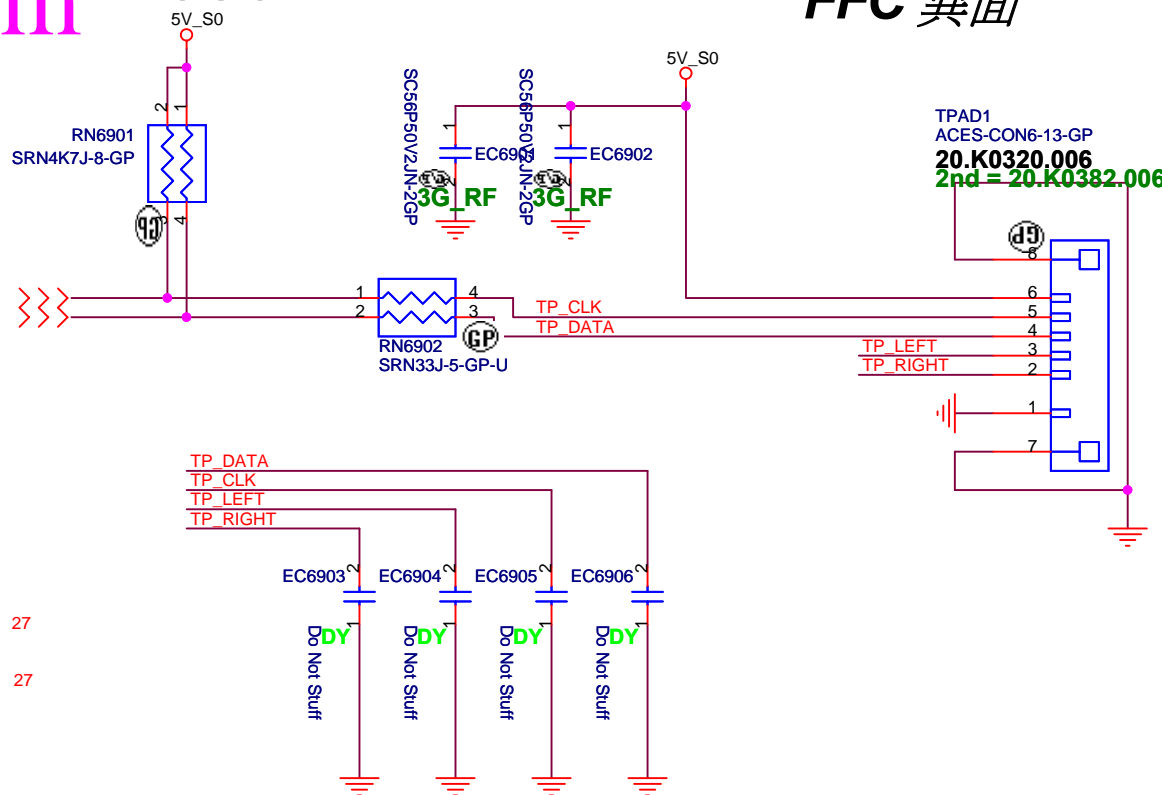 m
FFC 異面
5V_S0
5V_S0
2
1
RN6901
SRN4K7J-8-GP
3
4
GP
SC56P50V2JN-2GP
SC56P50V2JN-2GP
1
1
EC6901
EC6902
2
2
3G_RF
3G_RF
TPAD1
ACES-CON6-13-GP
20.K0320.006
2nd = 20.K0382.006
GP
8
1
4
6
2
3
TP_CLK
5
TP_DATA
4
GP
TP_LEFT
3
RN6902
SRN33J-5-GP-U
TP_RIGHT
2
1
7
TP_DATA
TP_CLK
TP_LEFT
TP_RIGHT
EC6903
2
EC6904
2
EC6905
2
EC6906
2
DY
1
DY
1
DY
1
DY
1
Do Not Stuff
Do Not Stuff
Do Not Stuff
Do Not Stuff
27
27